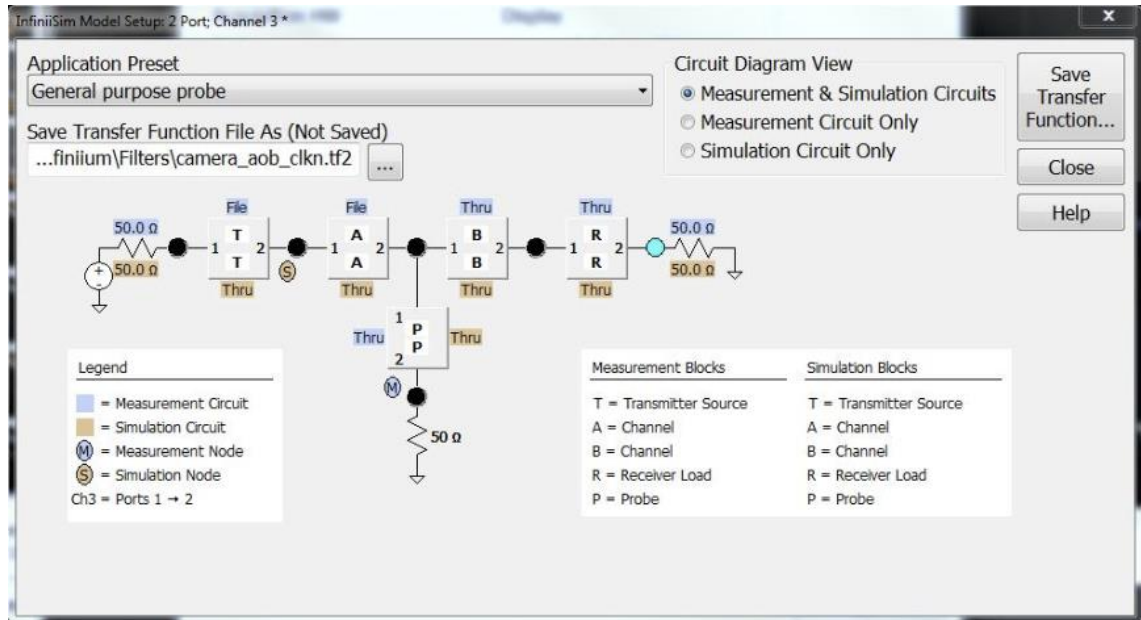 InfiniiSim Model Setup: 2 Port; Channel 3 *
Display
x
Application Preset
General purpose probe
Save Transfer Function File As (Not Saved)
...finiium\Filters\camera_aob_clkn.tf2
...
Circuit Diagram View
Measurement & Simulation Circuits
Measurement Circuit Only
Simulation Circuit Only
Save Transfer Function...
Close
Help
File File Thru Thru
50.0 Ω 50.0 Ω
1 T 2 1 A 2 1 B 2 1 R 2
T A B R
50.0 Ω S 50.0 Ω
+
-
Thru Thru Thru Thru
1
Thru P Thru
P
2
M
50 Ω
Legend
= Measurement Circuit
= Simulation Circuit
M = Measurement Node
S = Simulation Node
Ch3 = Ports 1 → 2
Measurement Blocks
T = Transmitter Source
A = Channel
B = Channel
R = Receiver Load
P = Probe
Simulation Blocks
T = Transmitter Source
A = Channel
B = Channel
R = Receiver Load
P = Probe